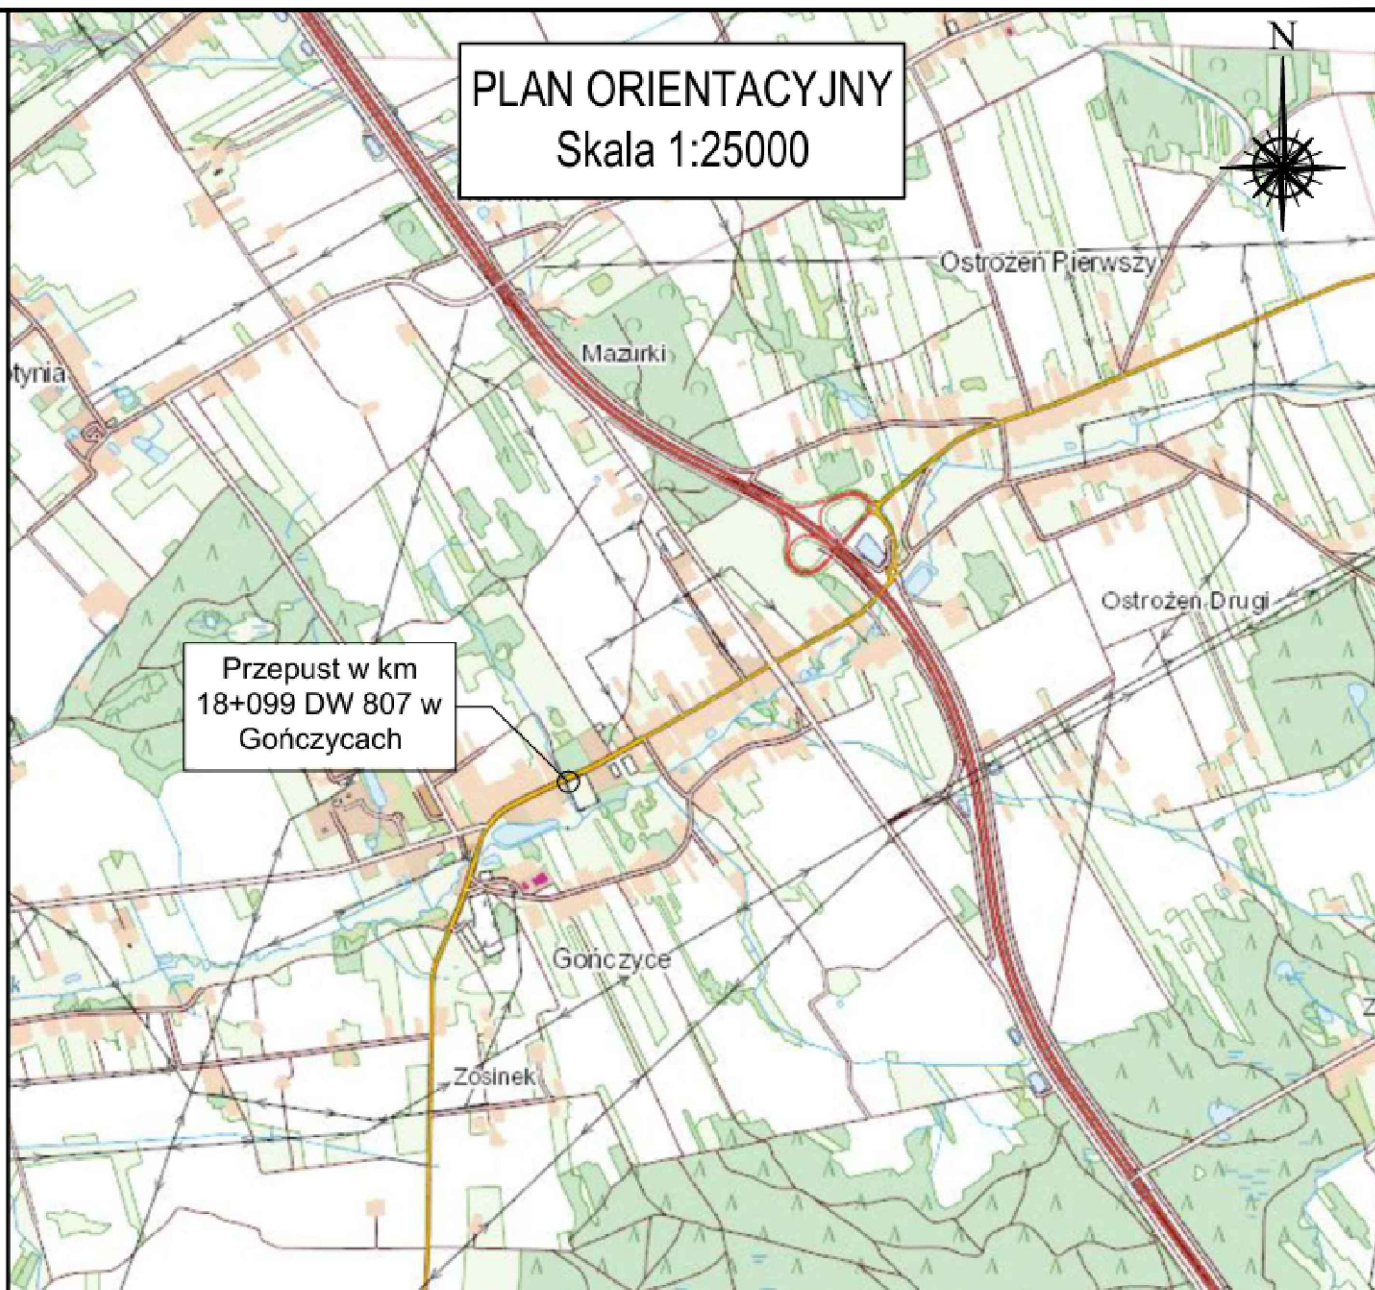 PLAN ORIENTACYJNY
Skala 1:25000
N
Ostrożeń Pierwszy
Mazurki
tynia
Ostrożeń Drugi
Przepust w km
18+099 DW 807 w
Gończycach
Gończyce
Zosinek